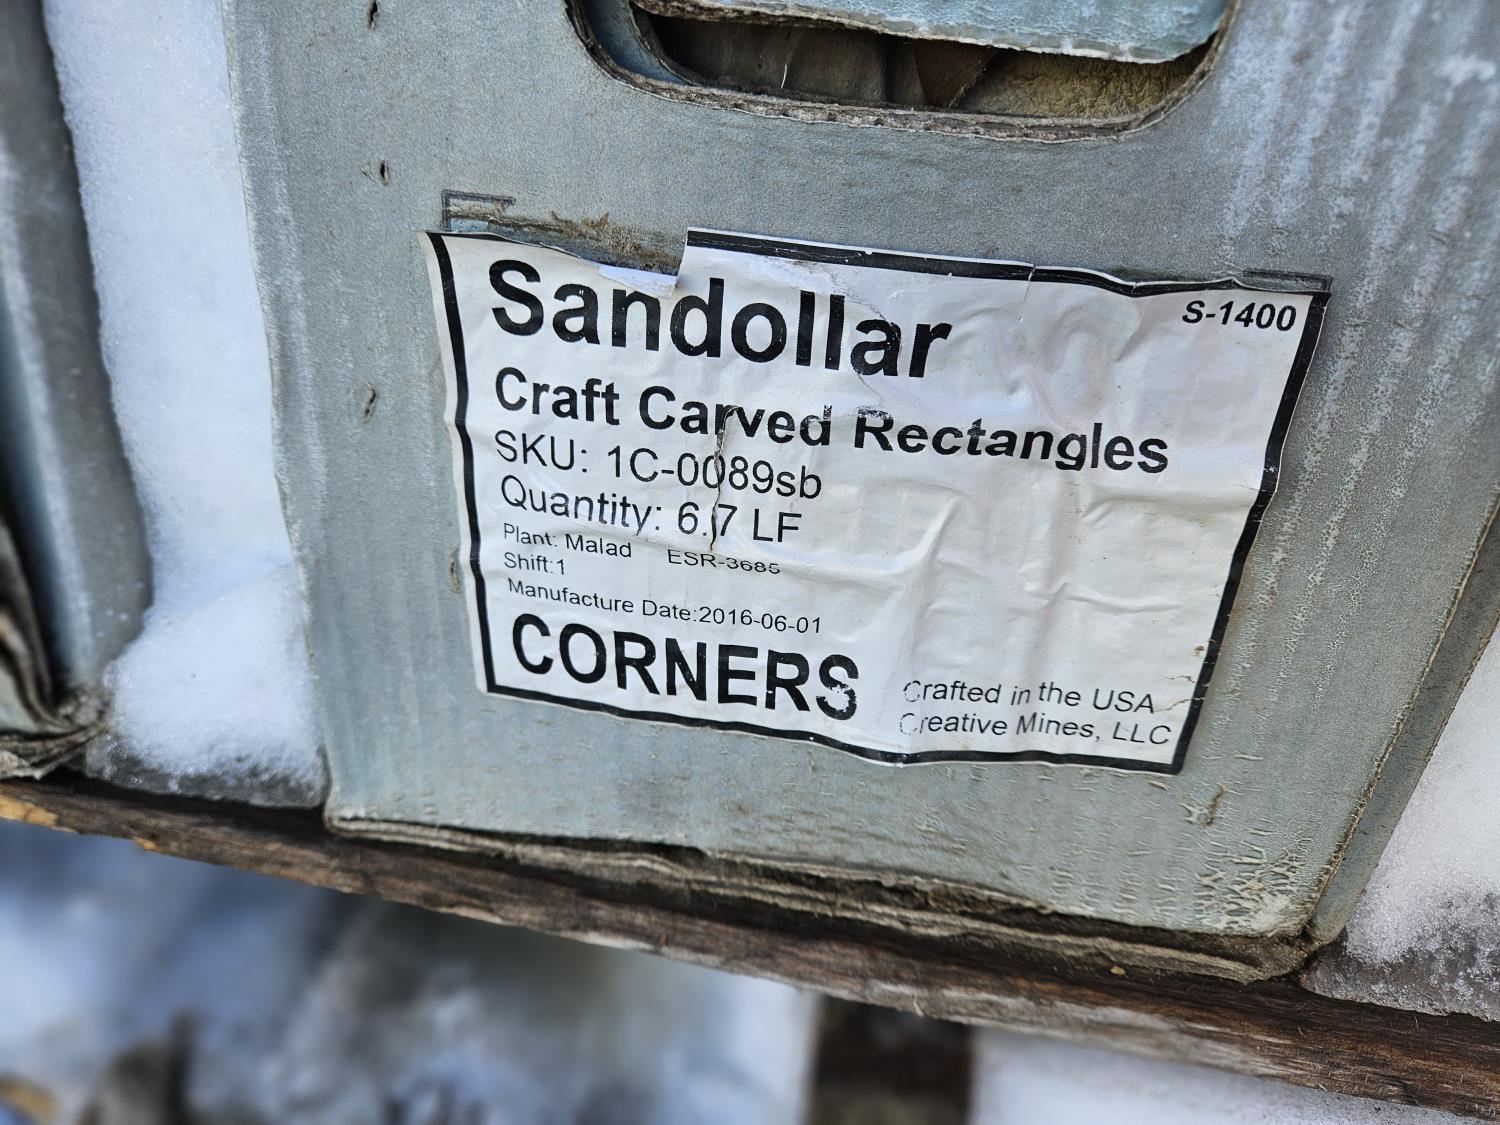 Sandollar
S-1400
Craft Carved Rectangles
SKU: 1C-0089sb
Quantity: 6.7 LF
Plant: Malad ESR-3685
Shift:1
Manufacture Date:2016-06-01
CORNERS
Crafted in the USA
Creative Mines, LLC